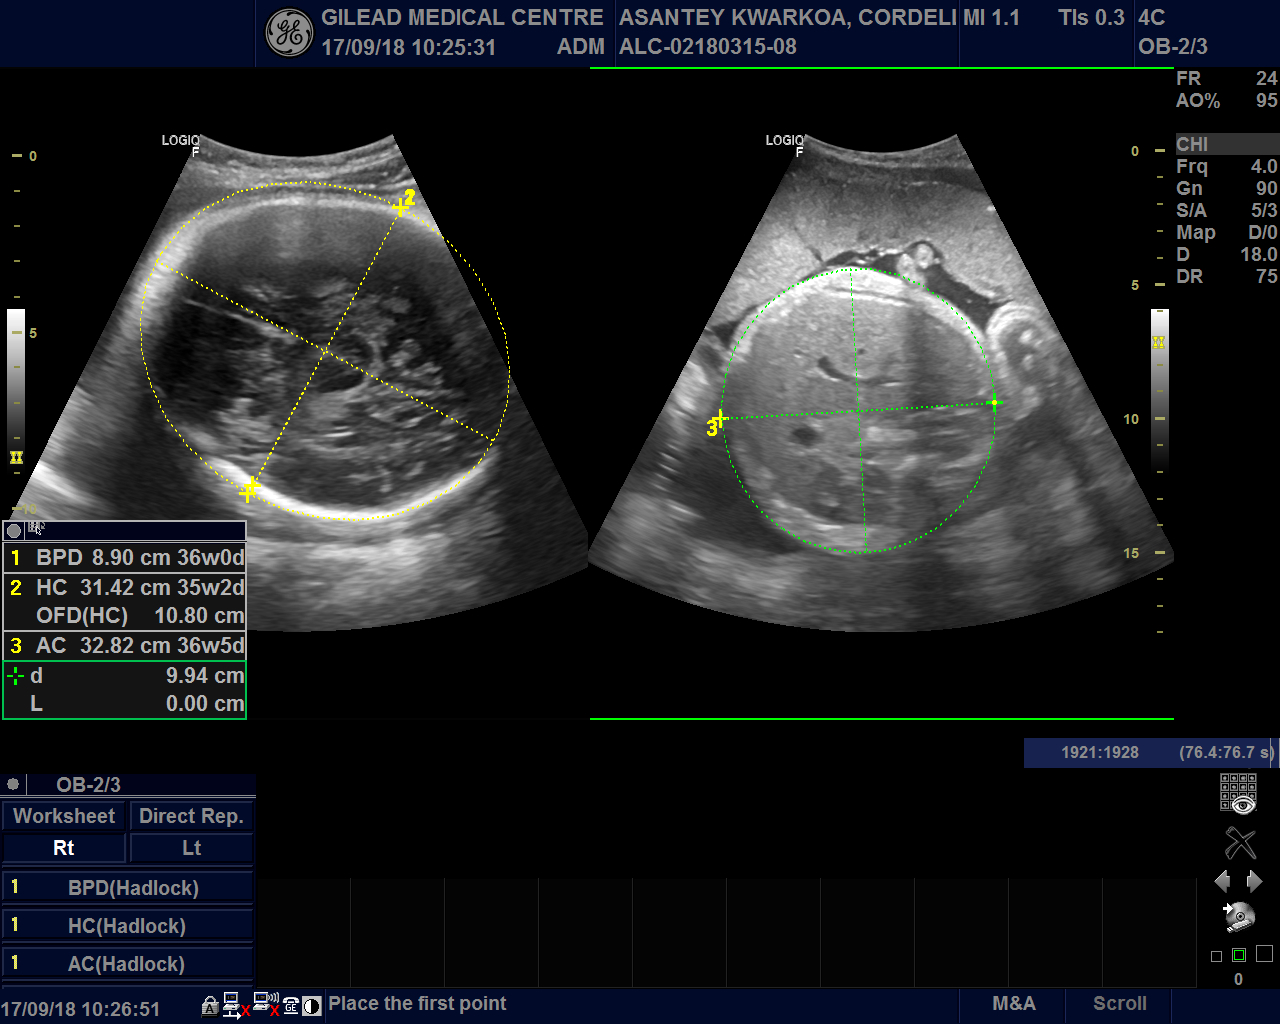 GILEAD MEDICAL CENTRE
17/09/18 10:25:31 ADM
ASANTEY KWARKOA, CORDELI
ALC-02180315-08
MI 1.1 TIs 0.3
4C
OB-2/3
FR 24
AO% 95
CHI
Frq 4.0
Gn 90
S/A 5/3
Map D/0
D 18.0
DR 75
LOGIQ
F
0
5
2
LOGIQ
F
0
5
10
15
3
1 BPD 8.90 cm 36w0d
2 HC 31.42 cm 35w2d
OFD(HC) 10.80 cm
3 AC 32.82 cm 36w5d
d 9.94 cm
L 0.00 cm
1921:1928 (76.4:76.7 s)
OB-2/3
Worksheet Direct Rep.
Rt Lt
1 BPD(Hadlock)
1 HC(Hadlock)
1 AC(Hadlock)
0
17/09/18 10:26:51
Place the first point
M&A Scroll